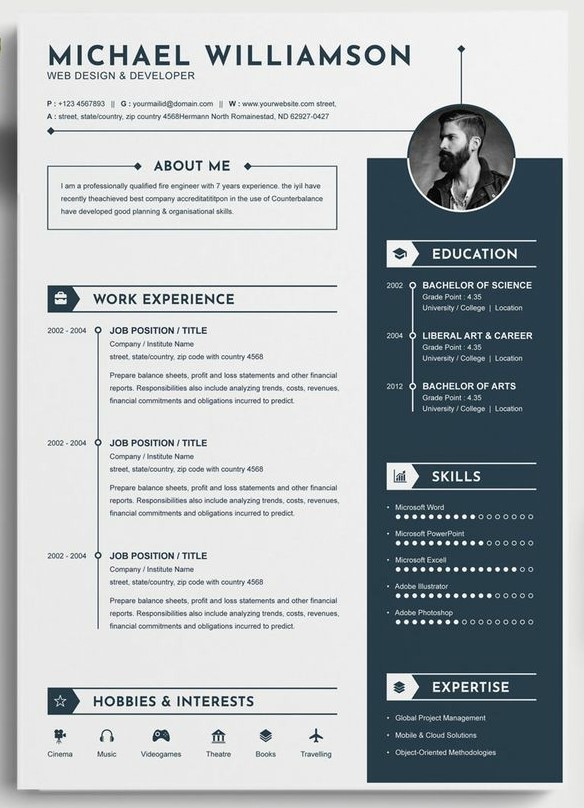 MICHAEL WILLIAMSON
WEB DESIGN & DEVELOPER
P : +123 4567893 || G : yourmailid@domain.com || W : www.yourwebsite.com street,
A : street, state/country, zip country 4568Hermann North Romainestad, ND 62927-0427
ABOUT ME
I am a professionally qualified fire engineer with 7 years experience. the iyil have
recently theachieved best company accreditatititpon in the use of Counterbalance
have developed good planning & organisational skills.
WORK EXPERIENCE
2002 - 2004 JOB POSITION / TITLE
Company / Institute Name
street, state/country, zip code with country 4568
Prepare balance sheets, profit and loss statements and other financial
reports. Responsibilities also include analyzing trends, costs, revenues,
financial commitments and obligations incurred to predict.
2002 - 2004 JOB POSITION / TITLE
Company / Institute Name
street, state/country, zip code with country 4568
Prepare balance sheets, profit and loss statements and other financial
reports. Responsibilities also include analyzing trends, costs, revenues,
financial commitments and obligations incurred to predict.
2002 - 2004 JOB POSITION / TITLE
Company / Institute Name
street, state/country, zip code with country 4568
Prepare balance sheets, profit and loss statements and other financial
reports. Responsibilities also include analyzing trends, costs, revenues,
financial commitments and obligations incurred to predict.
HOBBIES & INTERESTS
Cinema Music Videogames Theatre Books Travelling
EDUCATION
2002 BACHELOR OF SCIENCE
Grade Point : 4.35
University / College | Location
2004 LIBERAL ART & CAREER
Grade Point : 4.35
University / College | Location
2012 BACHELOR OF ARTS
Grade Point : 4.35
University / College | Location
SKILLS
• Microsoft Word
• Microsoft PowerPoint
• Microsoft Excell
• Adobe Illustrator
• Adobe Photoshop
EXPERTISE
• Global Project Management
• Mobile & Cloud Solutions
• Object-Oriented Methodologies